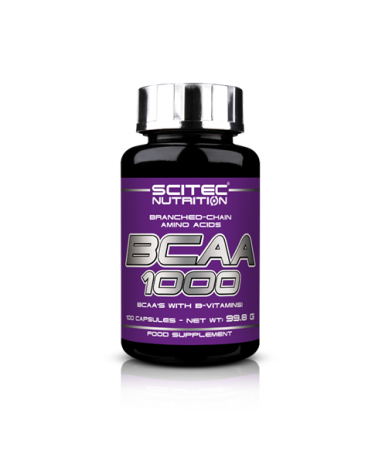 SCITEC
NUTRITION
BRANCHED-CHAIN
AMINO ACIDS
BCAA
1000
BCAA'S WITH B-VITAMINS!
100 CAPSULES - NET WT: 99.8 G
FOOD SUPPLEMENT